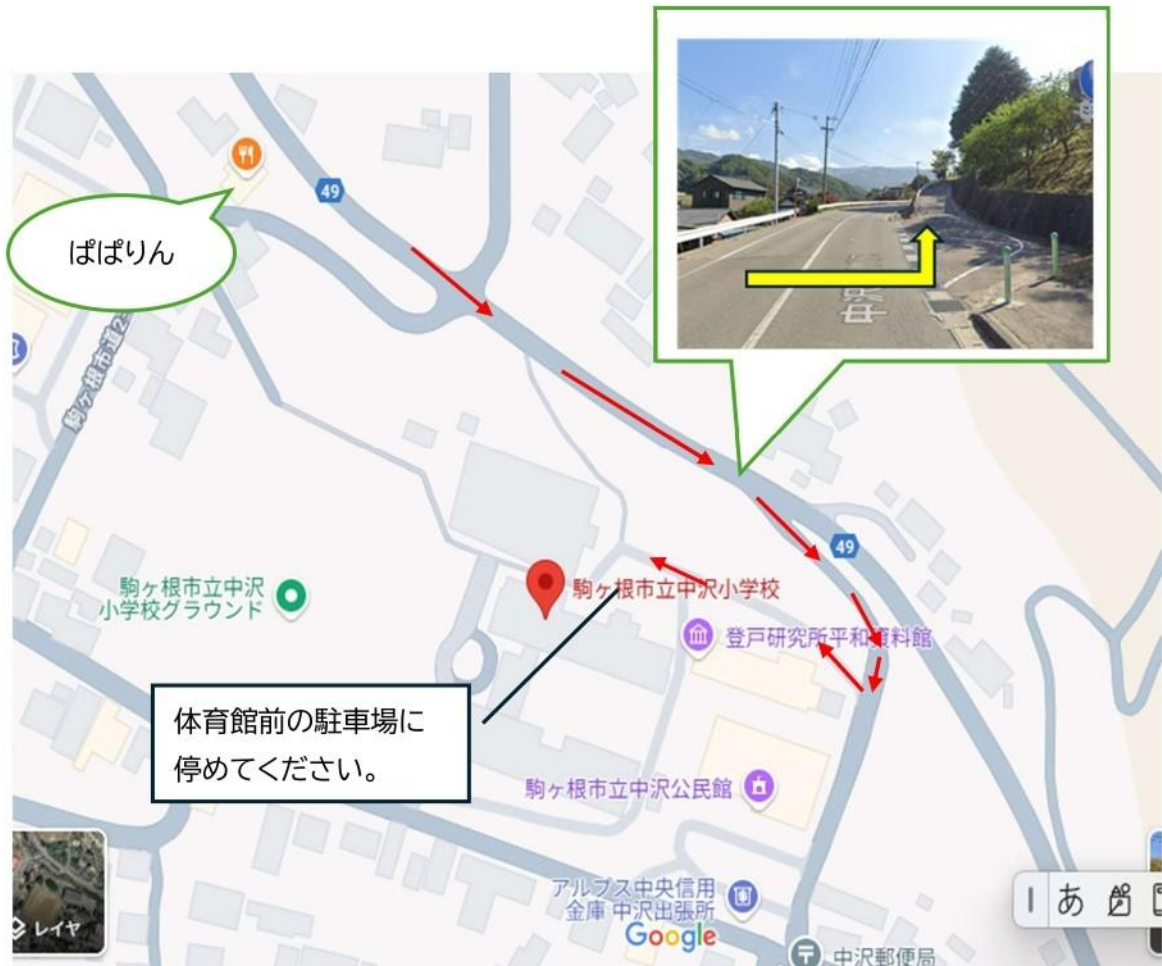 49
ぱぱりん
中沢
駒ヶ根市道2
49
駒ヶ根市立中沢
小学校グラウンド
駒ヶ根市立中沢小学校
登戸研究所平和資料館
体育館前の駐車場に
停めてください。
駒ヶ根市立中沢公民館
アルプス中央信用
金庫 中沢出張所
Google
レイヤ
あ
中沢郵便局